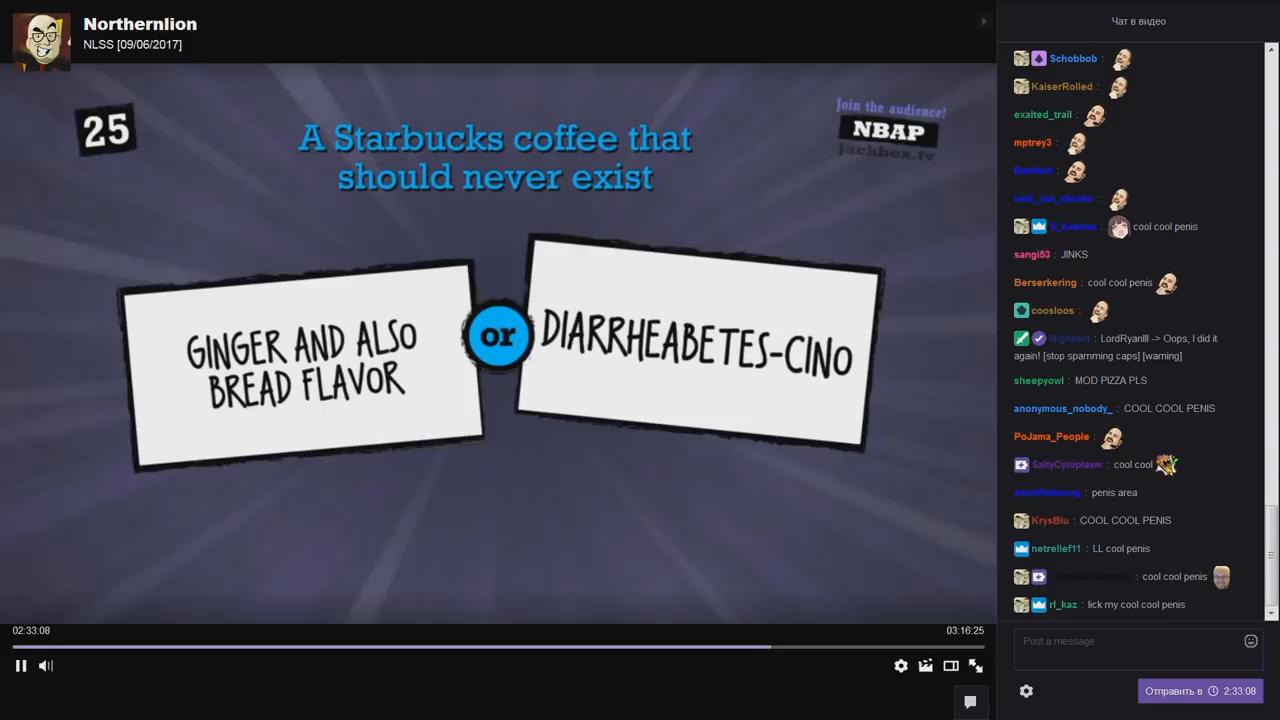 Northernlion
NLSS [09/06/2017]
25
A Starbucks coffee that
should never exist
Join the audience!
NBAP
jackbox.tv
GINGER AND ALSO
BREAD FLAVOR
or
DIARRHEABETES-CINO
02:33:08
03:16:25
Чат в видео
Schobbob :
KaiserRolled :
exalted_trail :
mptrey3 :
:
:
: cool cool penis
sangi53 : JINKS
Berserkering : cool cool penis
coosloos :
Nightbot : LordRyanlll -> Oops, I did it
again! [stop spamming caps] [warning]
sheepyowl : MOD PIZZA PLS
anonymous_nobody_ : COOL COOL PENIS
PoJama_People :
SaltyCytoplasm : cool cool
: penis area
KrysBlu : COOL COOL PENIS
netrelief11 : LL cool penis
: cool cool penis
rl_kaz : lick my cool cool penis
Post a message
Отправить в 2:33:08